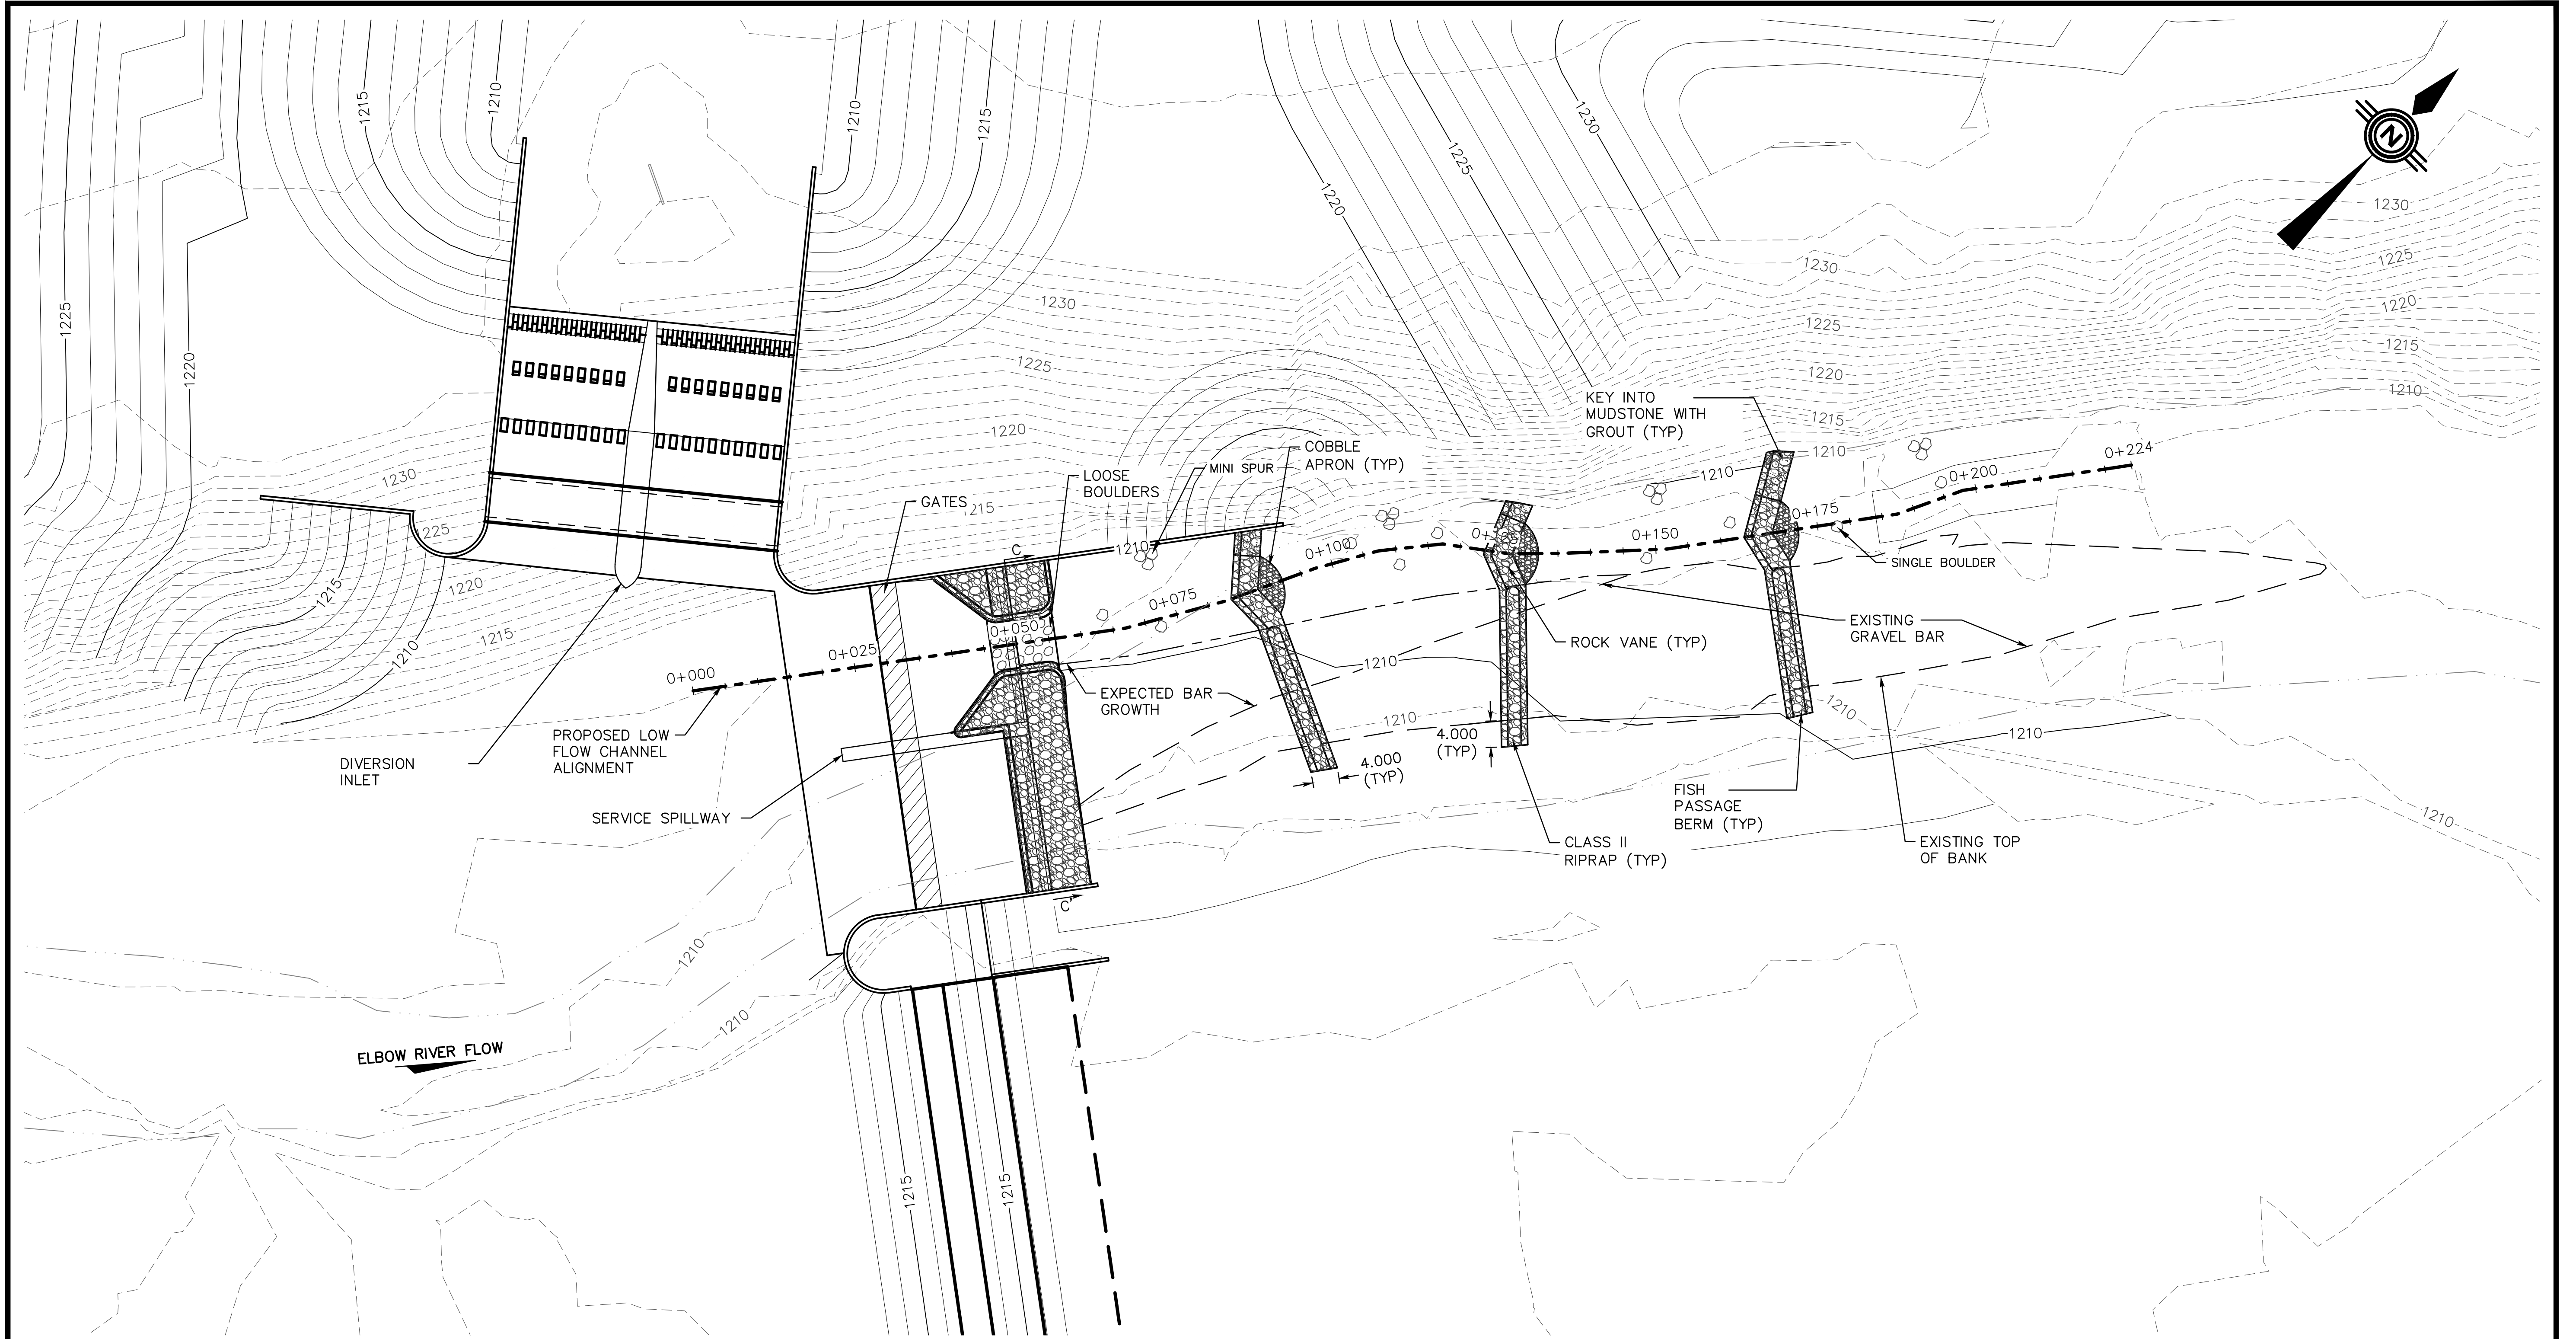 1215
1210
1210
1215
1220
1225
1230
N
1230
1225
1220
1215
1210
1230
1225
1220
1215
1210
1225
1220
1230
1225
1220
1215
1230
1225
1220
1215
1210
1215
KEY INTO
MUDSTONE WITH
GROUT (TYP)
COBBLE
APRON (TYP)
MINI SPUR
LOOSE
BOULDERS
GATES
C
1210
1210
0+000
0+025
0+050
0+075
0+100
0+125
0+150
0+175
0+200
0+224
SINGLE BOULDER
EXISTING
GRAVEL BAR
ROCK VANE (TYP)
1210
EXPECTED BAR
GROWTH
1210
1210
1210
4.000
(TYP)
4.000
(TYP)
PROPOSED LOW
FLOW CHANNEL
ALIGNMENT
DIVERSION
INLET
SERVICE SPILLWAY
FISH
PASSAGE
BERM (TYP)
CLASS II
RIPRAP (TYP)
EXISTING TOP
OF BANK
1210
C'
1210
1210
ELBOW RIVER FLOW
1215
1215